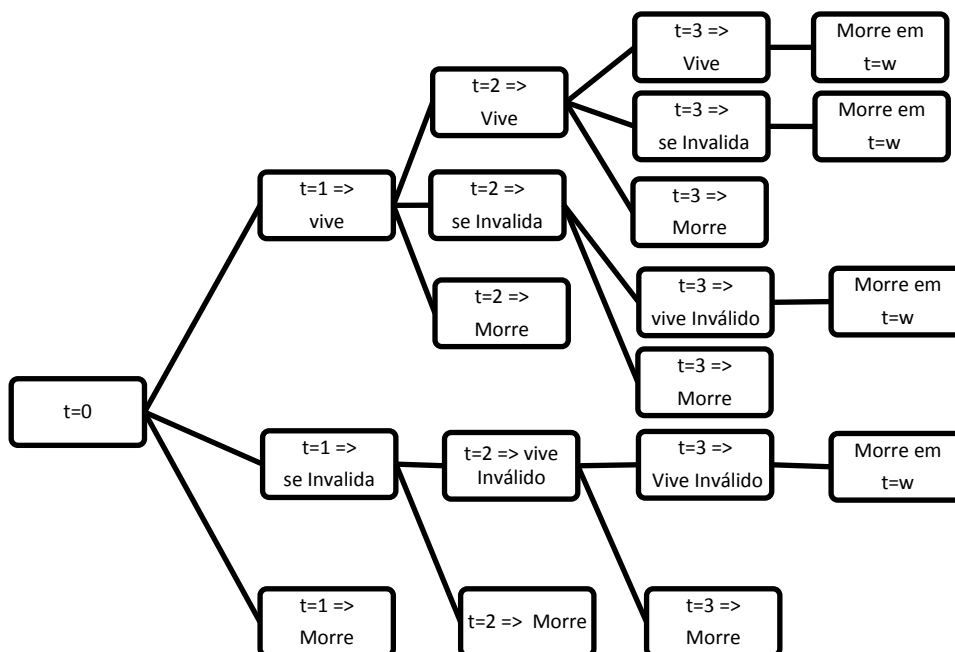 t=3 =>
Vive
Morre em
t=w
t=2 =>
Vive
t=3 =>
se Invalida
Morre em
t=w
t=1 =>
vive
t=2 =>
se Invalida
t=3 =>
Morre
t=2 =>
Morre
t=3 =>
vive Inválido
Morre em
t=w
t=3 =>
Morre
t=0
t=1 =>
se Invalida
t=2 => vive
Inválido
t=3 =>
Vive Inválido
Morre em
t=w
t=1 =>
Morre
t=2 => Morre
t=3 =>
Morre